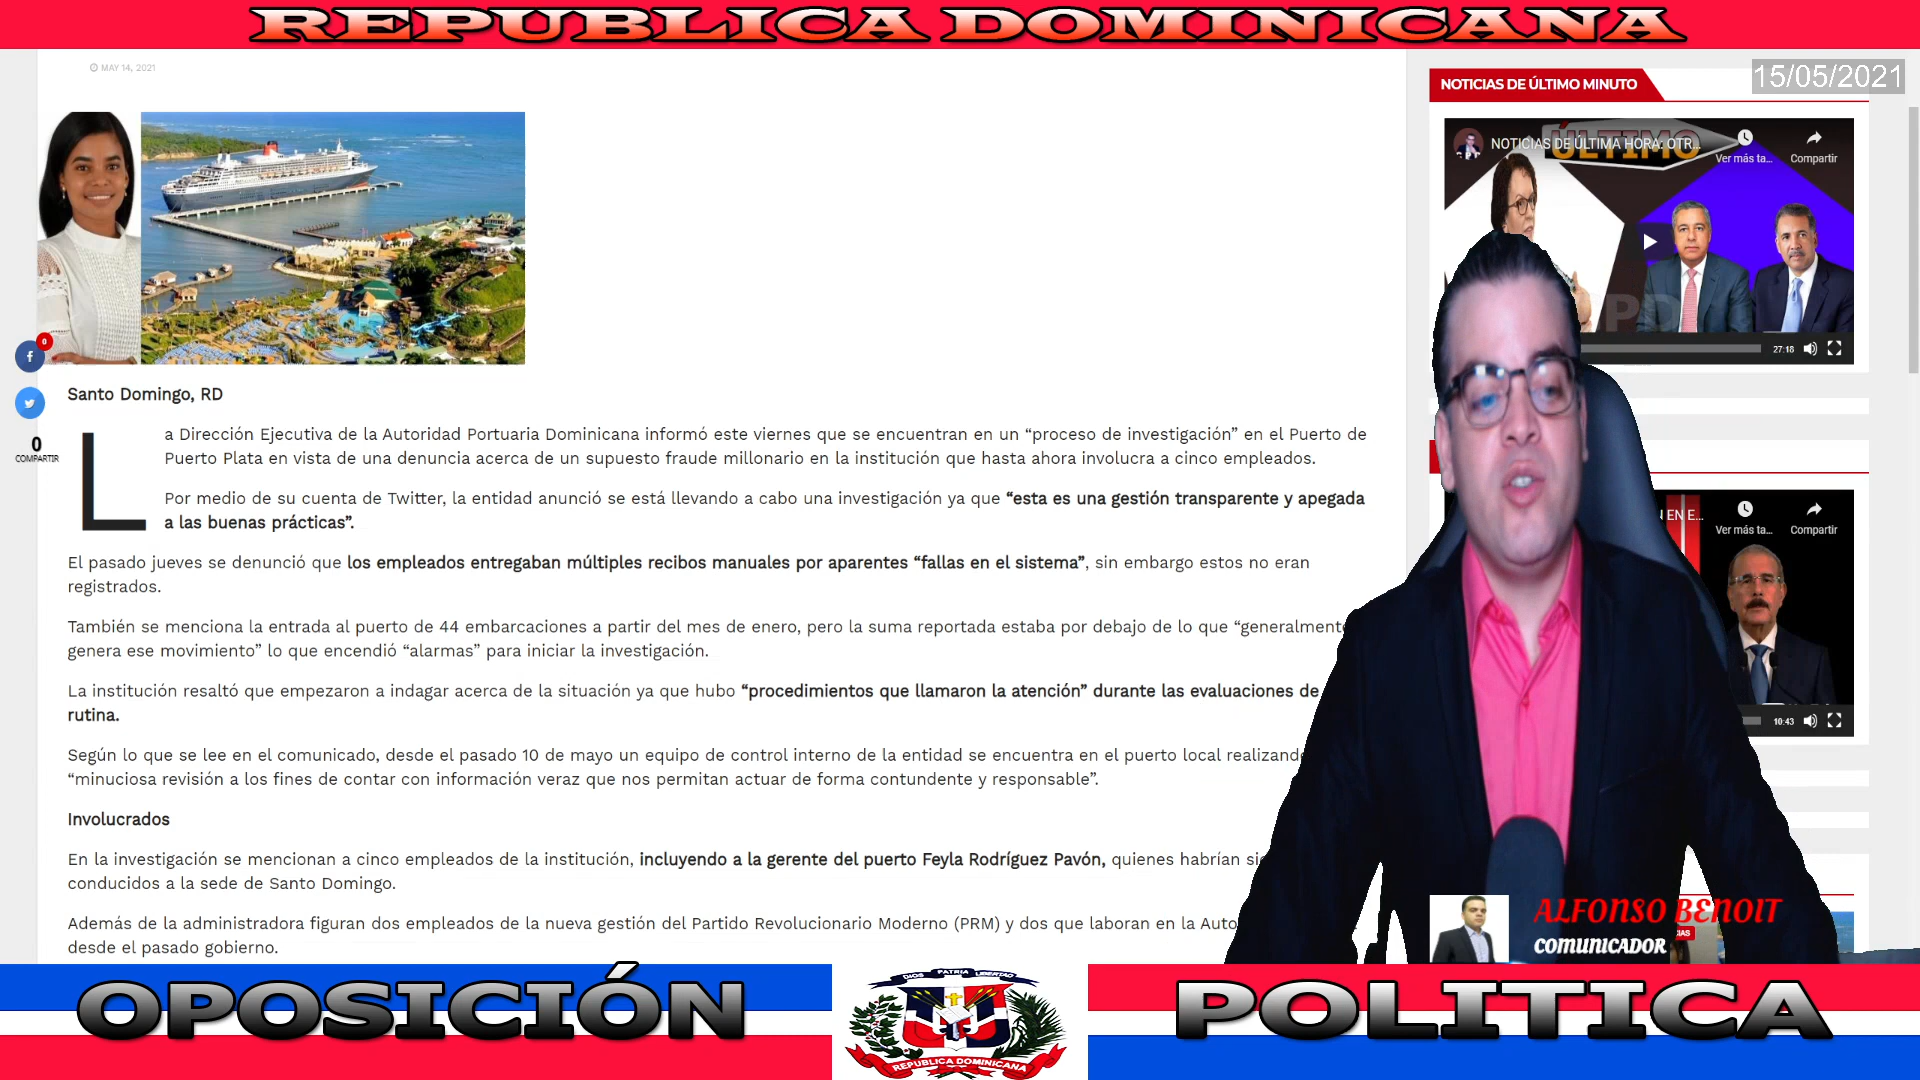 REPUBLICA DOMINICANA
MAY 14, 2021
15/05/2021
NOTICIAS DE ÚLTIMO MINUTO
NOTICIAS DE ÚLTIMA HORA: OTR...
ÚLTIMO
Ver más ta...
Compartir
27:18
0
0
COMPARTIR
Santo Domingo, RD
La Dirección Ejecutiva de la Autoridad Portuaria Dominicana informó este viernes que se encuentran en un “proceso de investigación” en el Puerto de
Puerto Plata en vista de una denuncia acerca de un supuesto fraude millonario en la institución que hasta ahora involucra a cinco empleados.
Por medio de su cuenta de Twitter, la entidad anunció se está llevando a cabo una investigación ya que “esta es una gestión transparente y apegada
a las buenas prácticas”.
El pasado jueves se denunció que los empleados entregaban múltiples recibos manuales por aparentes “fallas en el sistema”, sin embargo estos no eran
registrados.
También se menciona la entrada al puerto de 44 embarcaciones a partir del mes de enero, pero la suma reportada estaba por debajo de lo que “generalmente
genera ese movimiento” lo que encendió “alarmas” para iniciar la investigación.
La institución resaltó que empezaron a indagar acerca de la situación ya que hubo “procedimientos que llamaron la atención” durante las evaluaciones de
rutina.
Según lo que se lee en el comunicado, desde el pasado 10 de mayo un equipo de control interno de la entidad se encuentra en el puerto local realizando
“minuciosa revisión a los fines de contar con información veraz que nos permitan actuar de forma contundente y responsable”.
Involucrados
En la investigación se mencionan a cinco empleados de la institución, incluyendo a la gerente del puerto Feyla Rodríguez Pavón, quienes habrían
conducidos a la sede de Santo Domingo.
Además de la administradora figuran dos empleados de la nueva gestión del Partido Revolucionario Moderno (PRM) y dos que laboran en la
desde el pasado gobierno.
EN E...
Ver más ta...
Compartir
10:43
ALFONSO BENOIT
COMUNICADOR
OPOSICIÓN
DIOS PATRIA LIBERTAD
REPUBLICA DOMINICANA
POLITICA